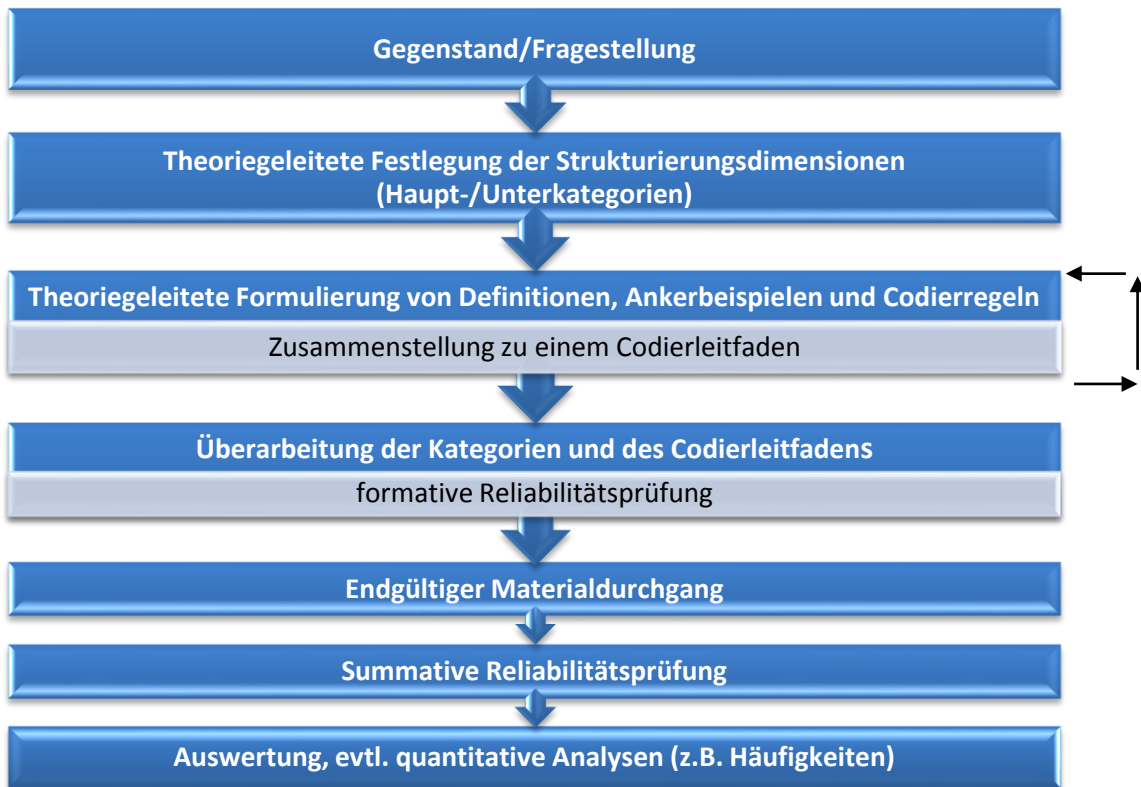 Gegenstand/Fragestellung
Theoriegeleitete Festlegung der Strukturierungsdimensionen
(Haupt-/Unterkategorien)
Theoriegeleitete Formulierung von Definitionen, Ankerbeispielen und Codierregeln
Zusammenstellung zu einem Codierleitfaden
Überarbeitung der Kategorien und des Codierleitfadens
formative Reliabilitätsprüfung
Endgültiger Materialdurchgang
Summative Reliabilitätsprüfung
Auswertung, evtl. quantitative Analysen (z.B. Häufigkeiten)